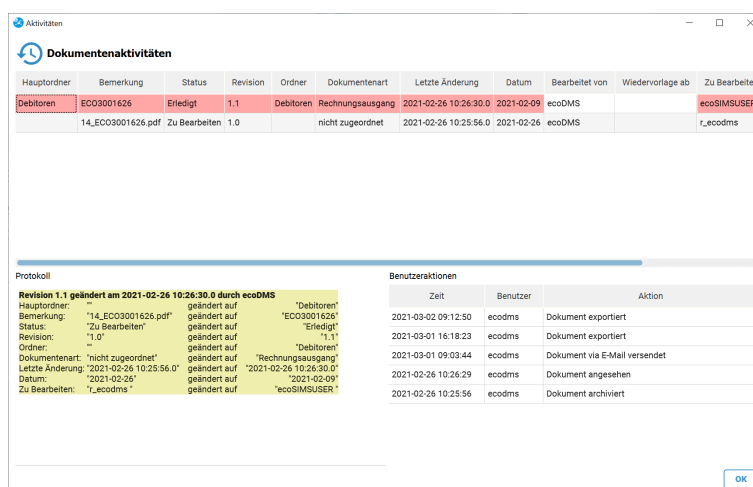 Aktivitäten
Dokumentenaktivitäten
Hauptordner Bemerkung Status Revision Ordner Dokumentenart Letzte Änderung Datum Bearbeitet von Wiedervorlage ab Zu Bearbeite
Debitoren ECO3001626 Erledigt 1.1 Debitoren Rechnungsausgang 2021-02-26 10:26:30.0 2021-02-09 ecoDMS ecoSIMSUSER
14_ECO3001626.pdf Zu Bearbeiten 1.0 nicht zugeordnet 2021-02-26 10:25:56.0 2021-02-26 ecoDMS r_ecodms
Protokoll
Revision 1.1 geändert am 2021-02-26 10:26:30.0 durch ecoDMS
Hauptordner: "" geändert auf "Debitoren"
Bemerkung: "14_ECO3001626.pdf" geändert auf "ECO3001626"
Status: "Zu Bearbeiten" geändert auf "Erledigt"
Revision: "1.0" geändert auf "1.1"
Ordner: "" geändert auf "Debitoren"
Dokumentenart: "nicht zugeordnet" geändert auf "Rechnungsausgang"
Letzte Änderung: "2021-02-26 10:25:56.0" geändert auf "2021-02-26 10:26:30.0"
Datum: "2021-02-26" geändert auf "2021-02-09"
Zu Bearbeiten: "r_ecodms " geändert auf "ecoSIMSUSER "
Benutzeraktionen
Zeit Benutzer Aktion
2021-03-02 09:12:50 ecodms Dokument exportiert
2021-03-01 16:18:23 ecodms Dokument exportiert
2021-03-01 09:03:44 ecodms Dokument via E-Mail versendet
2021-02-26 10:26:29 ecodms Dokument angesehen
2021-02-26 10:25:56 ecodms Dokument archiviert
OK